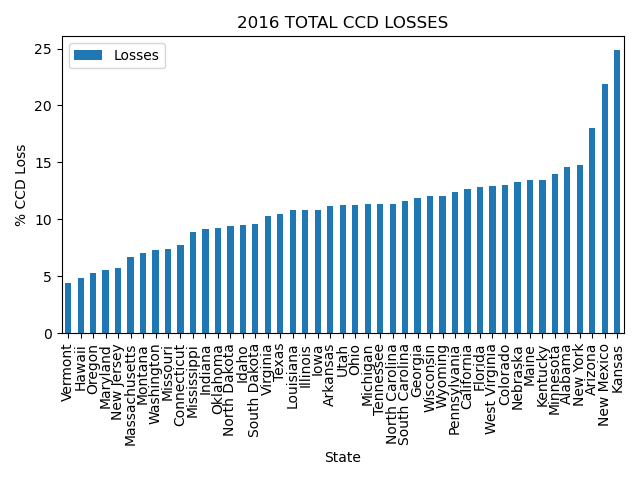 2016 TOTAL CCD LOSSES
Losses
% CCD Loss
25
20
15
10
5
0
Vermont
Hawaii
Oregon
Maryland
New Jersey
Massachusetts
Montana
Washington
Missouri
Connecticut
Mississippi
Indiana
Oklahoma
North Dakota
Idaho
South Dakota
Virginia
Texas
Louisiana
Illinois
Iowa
Arkansas
Utah
Ohio
Michigan
Tennessee
North Carolina
South Carolina
Georgia
Wisconsin
Wyoming
Pennsylvania
California
Florida
West Virginia
Colorado
Nebraska
Maine
Kentucky
Minnesota
Alabama
New York
Arizona
New Mexico
Kansas
State